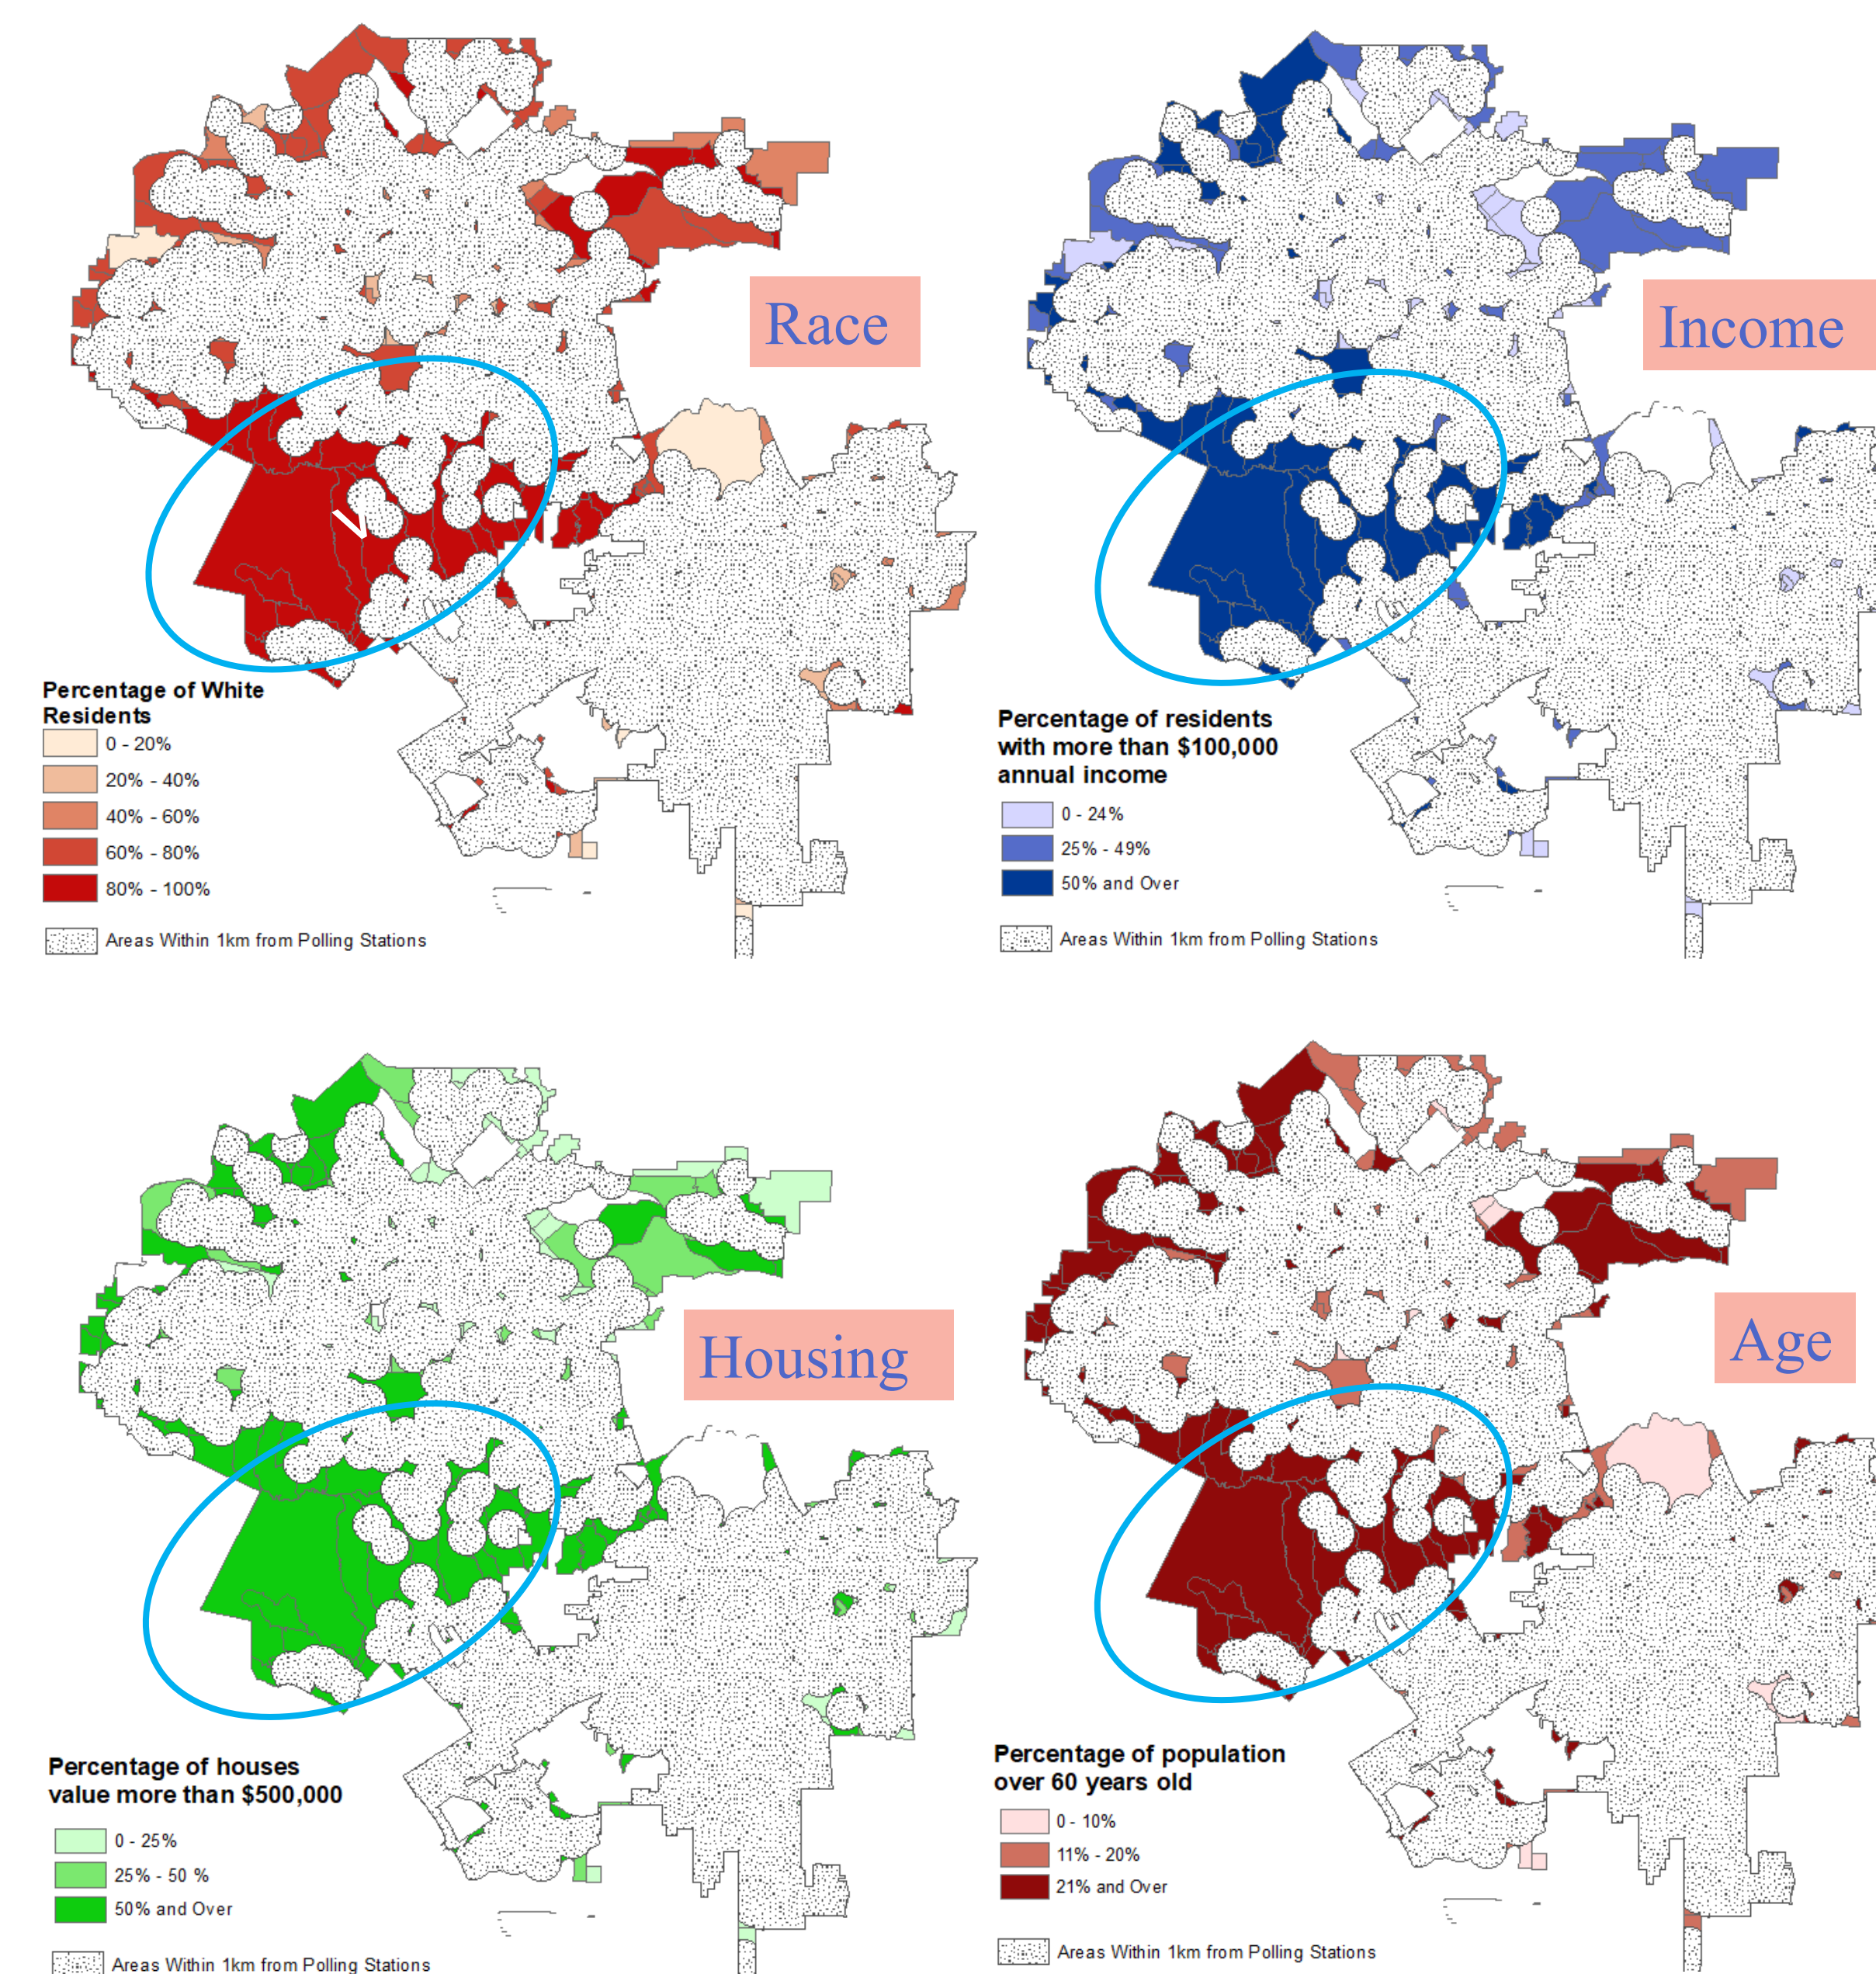 Race
Percentage of White
Residents
0 - 20%
20% - 40%
40% - 60%
60% - 80%
80% - 100%
Areas Within 1km from Polling Stations
Income
Percentage of residents
with more than $100,000
annual income
0 - 24%
25% - 49%
50% and Over
Areas Within 1km from Polling Stations
Housing
Percentage of houses
value more than $500,000
0 - 25%
25% - 50 %
50% and Over
Areas Within 1km from Polling Stations
Age
Percentage of population
over 60 years old
0 - 10%
11% - 20%
21% and Over
Areas Within 1km from Polling Stations